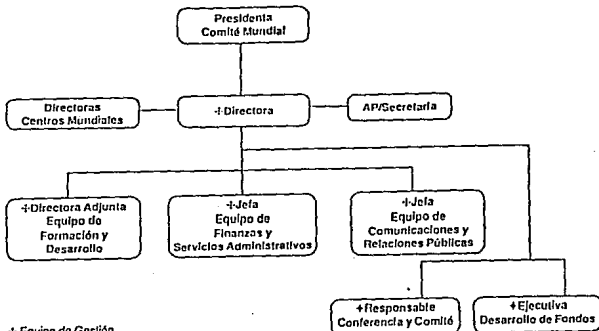 Presidenta
Comité Mundial
Directoras
Centros Mundiales
+Directora
AP/Secretaría
+Directora Adjunta
Equipo de
Formación y
Desarrollo
+Jefa
Equipo de
Finanzas y
Servicios Administrativos
+Jefa
Equipo de
Comunicaciones y
Relaciones Públicas
+Responsable
Conferencia y Comité
+Ejecutiva
Desarrollo de Fondos
+ Equipo de Gestión